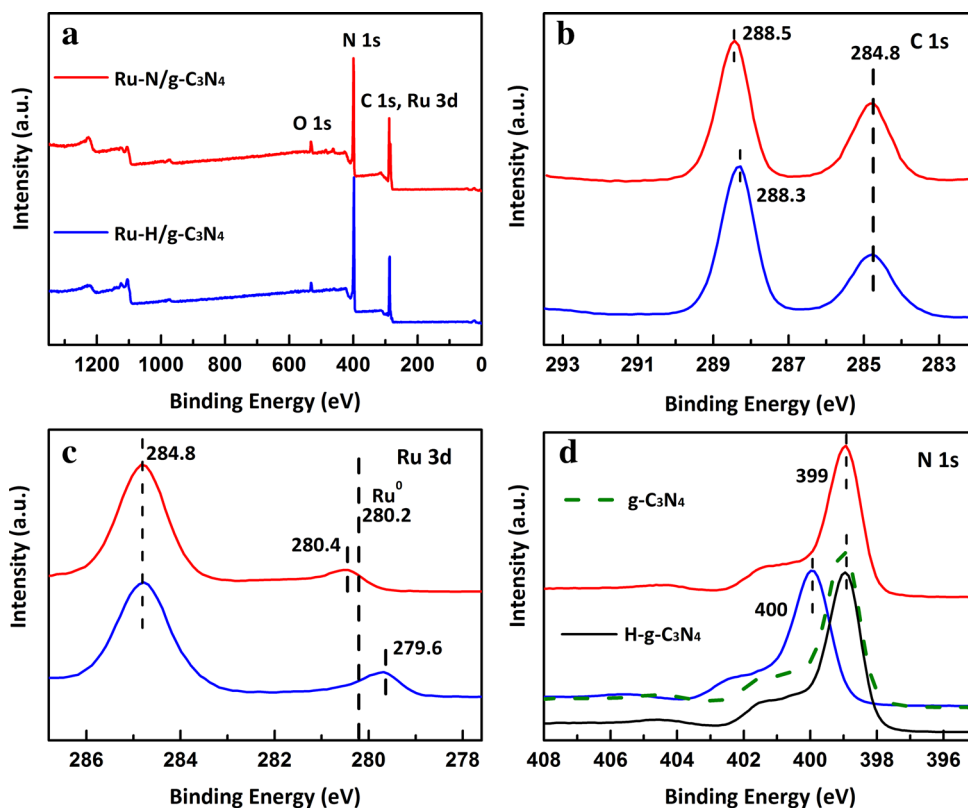 a
N 1s
Ru-N/g-C₃N₄
C 1s, Ru 3d
O 1s
Ru-H/g-C₃N₄
Intensity (a.u.)
1200 1000 800 600 400 200 0
Binding Energy (eV)
b
288.5
C 1s
284.8
288.3
Intensity (a.u.)
293 291 289 287 285 283
Binding Energy (eV)
c
284.8
Ru 3d
Ru⁰
280.2
280.4
279.6
Intensity (a.u.)
286 284 282 280 278
Binding Energy (eV)
d
399
N 1s
g-C₃N₄
400
H-g-C₃N₄
Intensity (a.u.)
408 406 404 402 400 398 396
Binding Energy (eV)